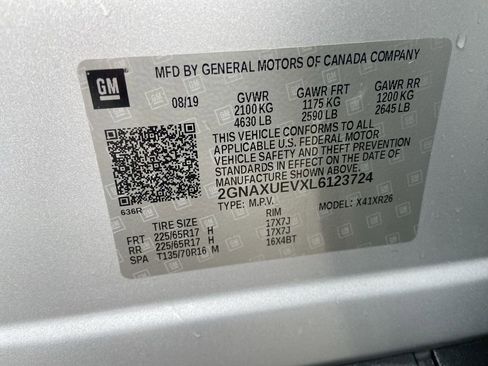 GM
MFD BY GENERAL MOTORS OF CANADA COMPANY
08/19 GVWR GAWR FRT GAWR RR
2100 KG 1175 KG 1200 KG
4630 LB 2590 LB 2645 LB
THIS VEHICLE CONFORMS TO ALL
APPLICABLE U.S. FEDERAL MOTOR
VEHICLE SAFETY AND THEFT PREVENTION
STANDARDS IN EFFECT ON THE DATE OF
MANUFACTURE SHOWN ABOVE.
2GNAXUEVXL6123724
636R
TYPE: M.P.V. MODEL: X41XR26
TIRE SIZE RIM
FRT 225/65R17 H 17X7J
RR 225/65R17 H 17X7J
SPA T135/70R16 M 16X4BT